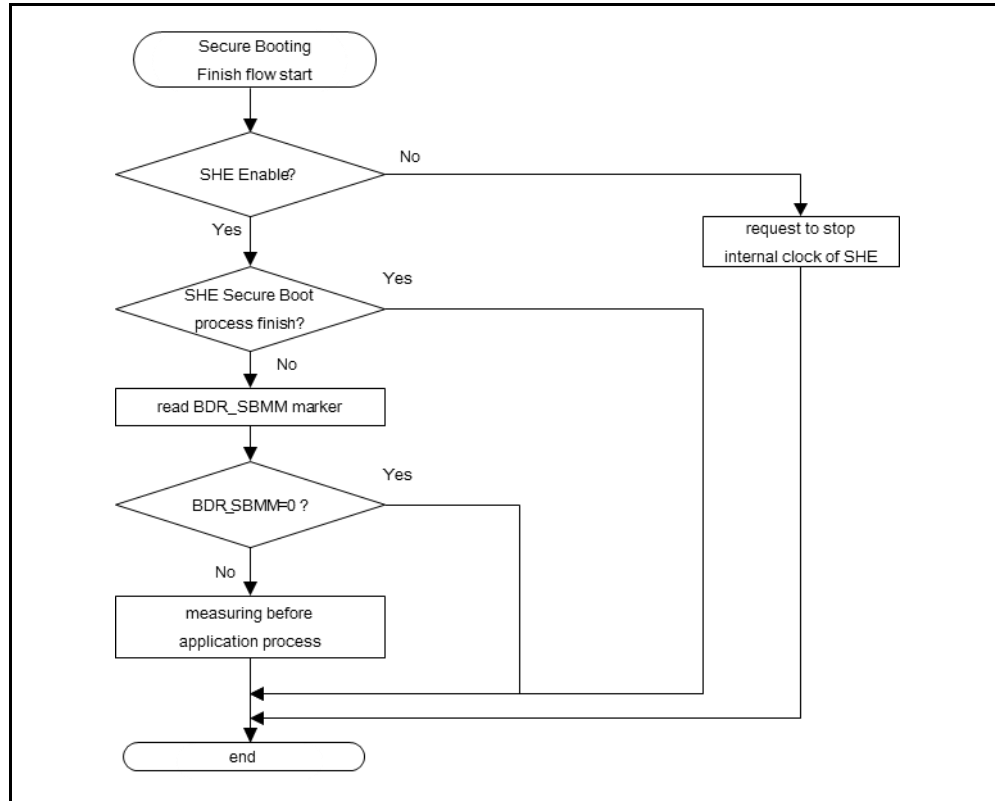 Secure Booting
Finish flow start
No
SHE Enable?
request to stop
internal clock of SHE
Yes
Yes
SHE Secure Boot
process finish?
No
read BDR_SBMM marker
Yes
BDR_SBMM=0 ?
No
measuring before
application process
end